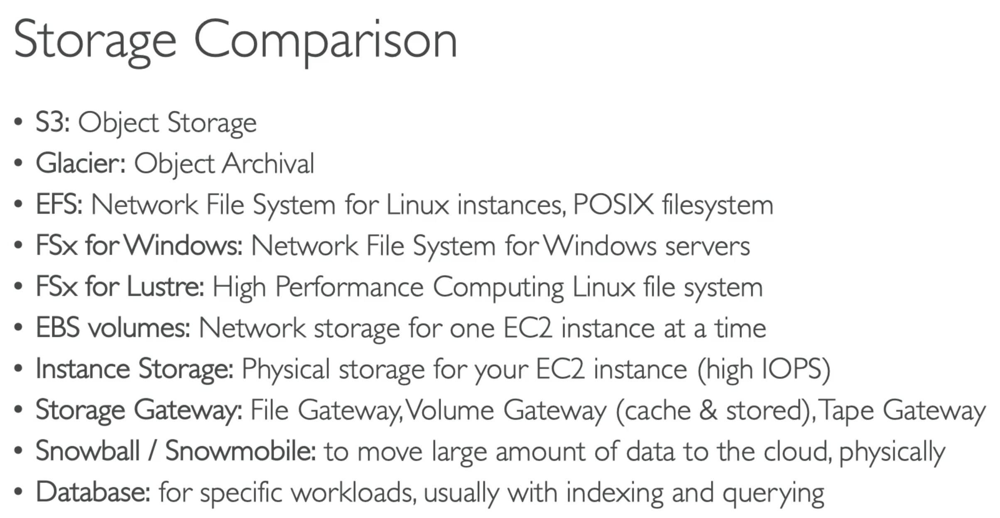 Storage Comparison
• S3: Object Storage
• Glacier: Object Archival
• EFS: Network File System for Linux instances, POSIX filesystem
• FSx for Windows: Network File System for Windows servers
• FSx for Lustre: High Performance Computing Linux file system
• EBS volumes: Network storage for one EC2 instance at a time
• Instance Storage: Physical storage for your EC2 instance (high IOPS)
• Storage Gateway: File Gateway, Volume Gateway (cache & stored), Tape Gateway
• Snowball / Snowmobile: to move large amount of data to the cloud, physically
• Database: for specific workloads, usually with indexing and querying